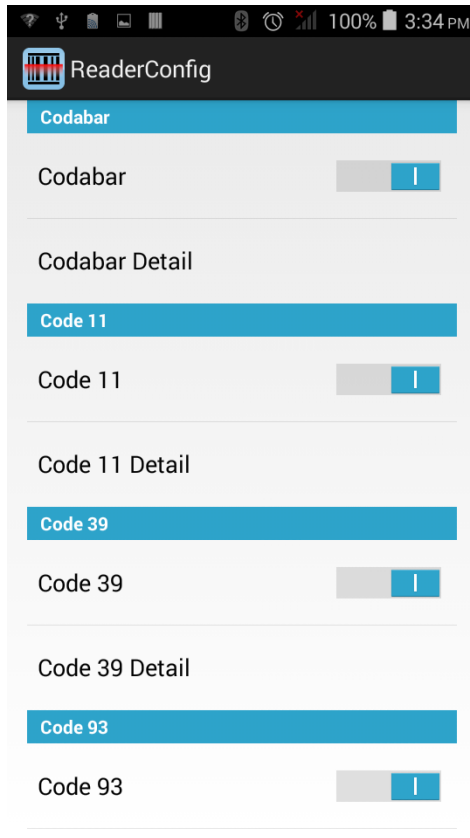 100% 3:34 PM
ReaderConfig
Codabar
Codabar
Codabar Detail
Code 11
Code 11
Code 11 Detail
Code 39
Code 39
Code 39 Detail
Code 93
Code 93